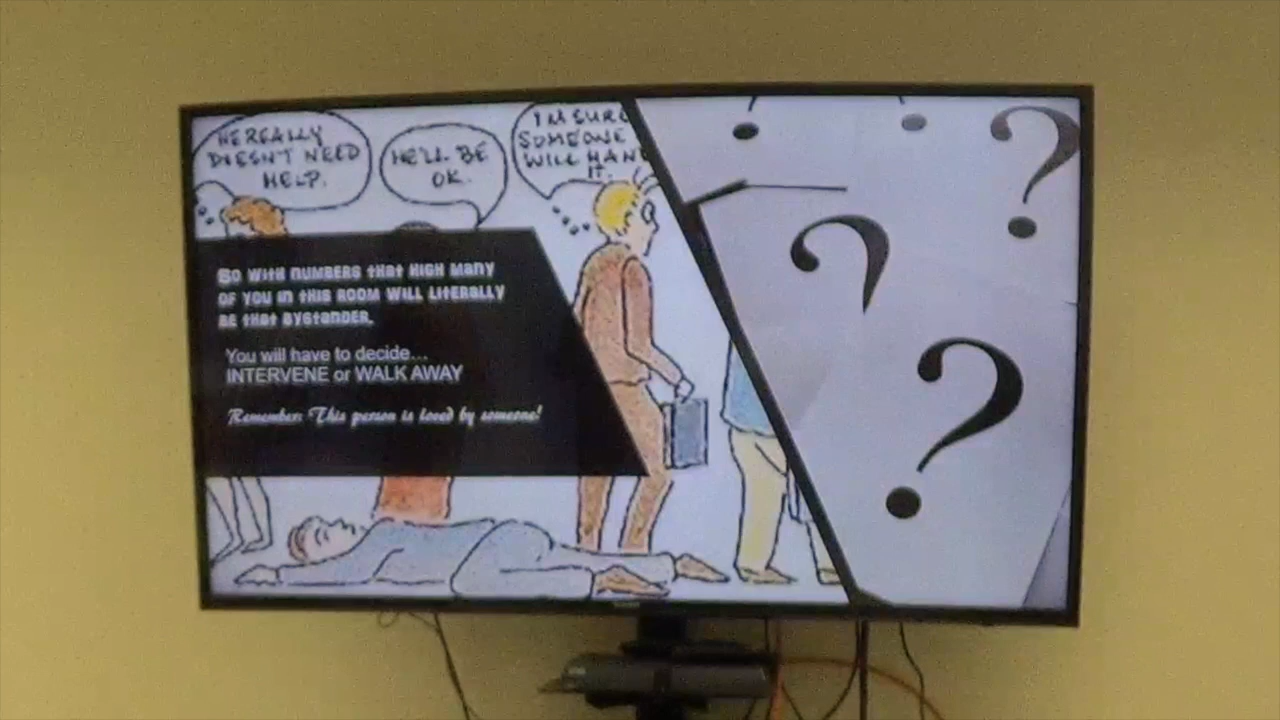 HE REALLY
DOESN'T NEED
HELP.
HE'LL BE
OK.
I'M SURE
SOMEONE
WILL HAN
IT.
So with numbers that high many
of you in this room will literally
be that bystander.
You will have to decide...
INTERVENE or WALK AWAY
Remember: This person is loved by someone!
?
?
?